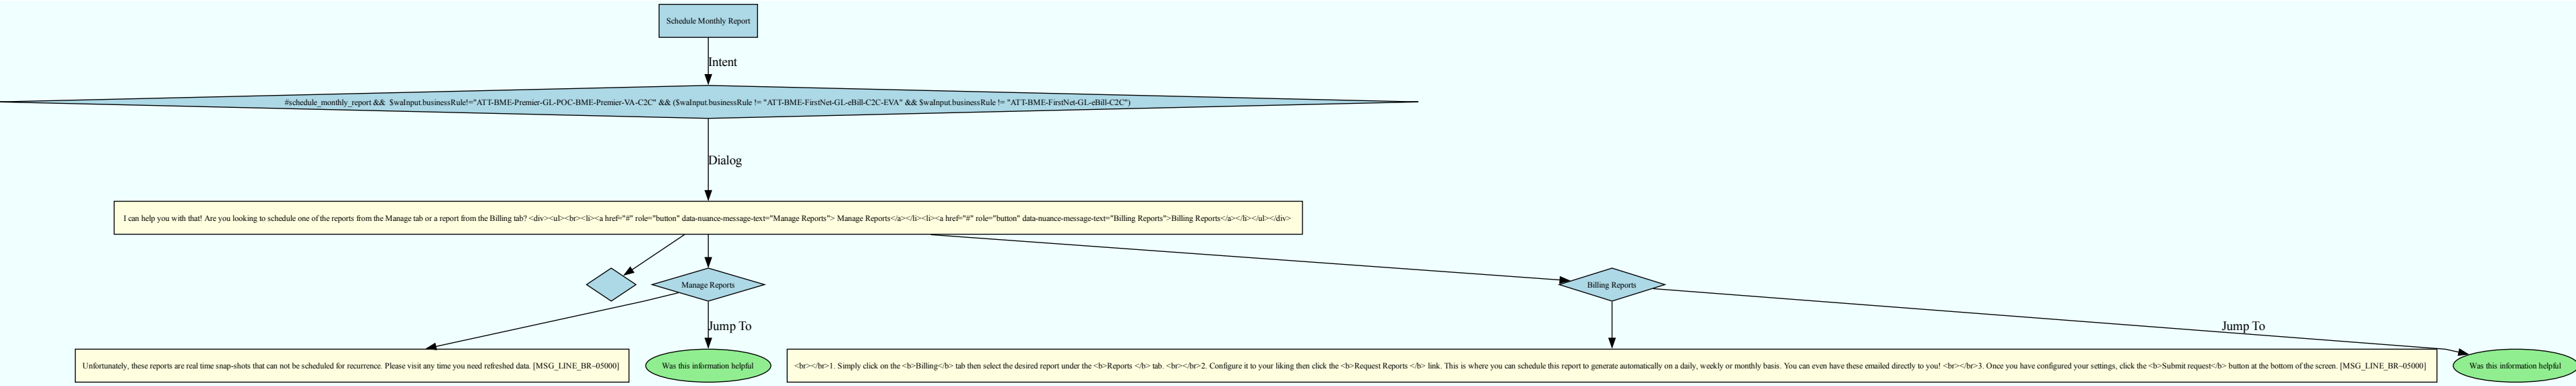 Schedule Monthly Report
Intent
#schedule_monthly_report &&  $waInput.businessRule!="ATT-BME-Premier-GL-POC-BME-Premier-VA-C2C" && ($waInput.businessRule != "ATT-BME-FirstNet-GL-eBill-C2C-EVA" && $waInput.businessRule != "ATT-BME-FirstNet-GL-eBill-C2C")
Dialog
I can help you with that! Are you looking to schedule one of the reports from the Manage tab or a report from the Billing tab? <div><ul><br><li><a href="#" role="button" data-nuance-message-text="Manage Reports"> Manage Reports</a></li><li><a href="#" role="button" data-nuance-message-text="Billing Reports">Billing Reports</a></li></ul></div>
Manage Reports
Billing Reports
Jump To
Jump To
Unfortunately, these reports are real time snap-shots that can not be scheduled for recurrence. Please visit any time you need refreshed data. [MSG_LINE_BR–05000]
Was this information helpful
<br></br>1. Simply click on the <b>Billing</b> tab then select the desired report under the <b>Reports </b> tab. <br></br>2. Configure it to your liking then click the <b>Request Reports </b> link. This is where you can schedule this report to generate automatically on a daily, weekly or monthly basis. You can even have these emailed directly to you! <br></br>3. Once you have configured your settings, click the <b>Submit request</b> button at the bottom of the screen. [MSG_LINE_BR–05000]
Was this information helpful